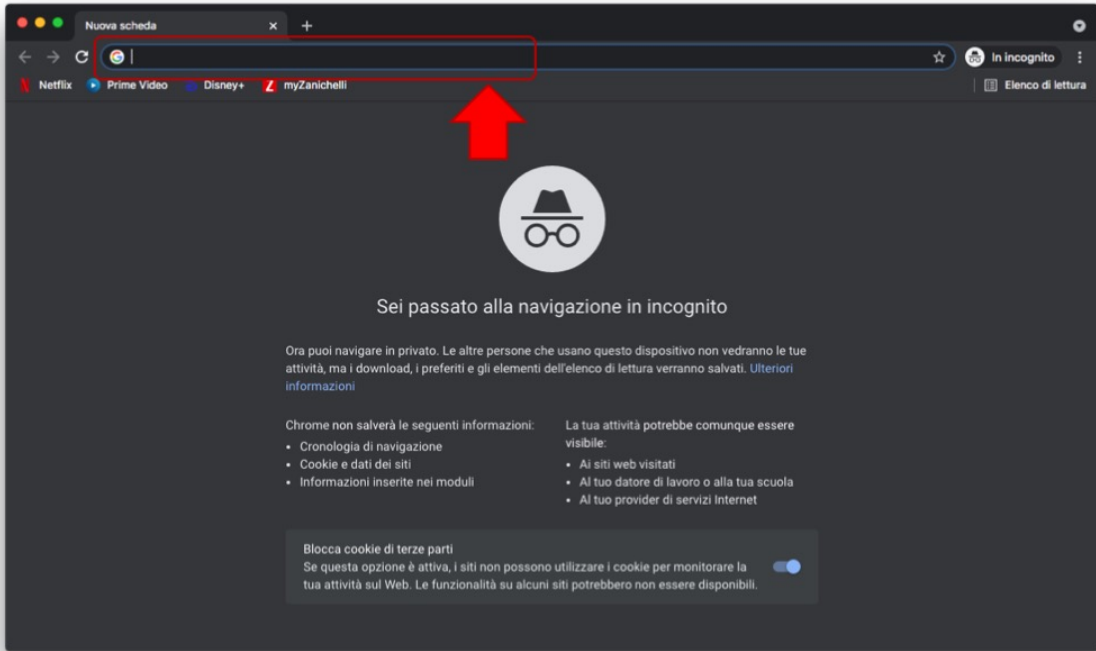 Nuova scheda
In incognito
Netflix Prime Video Disney+ Z myZanichelli Elenco di lettura
Sei passato alla navigazione in incognito
Ora puoi navigare in privato. Le altre persone che usano questo dispositivo non vedranno le tue
attività, ma i download, i preferiti e gli elementi dell'elenco di lettura verranno salvati. Ulteriori
informazioni
Chrome non salverà le seguenti informazioni:
• Cronologia di navigazione
• Cookie e dati dei siti
• Informazioni inserite nei moduli
La tua attività potrebbe comunque essere
visibile:
• Ai siti web visitati
• Al tuo datore di lavoro o alla tua scuola
• Al tuo provider di servizi Internet
Blocca cookie di terze parti
Se questa opzione è attiva, i siti non possono utilizzare i cookie per monitorare la
tua attività sul Web. Le funzionalità su alcuni siti potrebbero non essere disponibili.